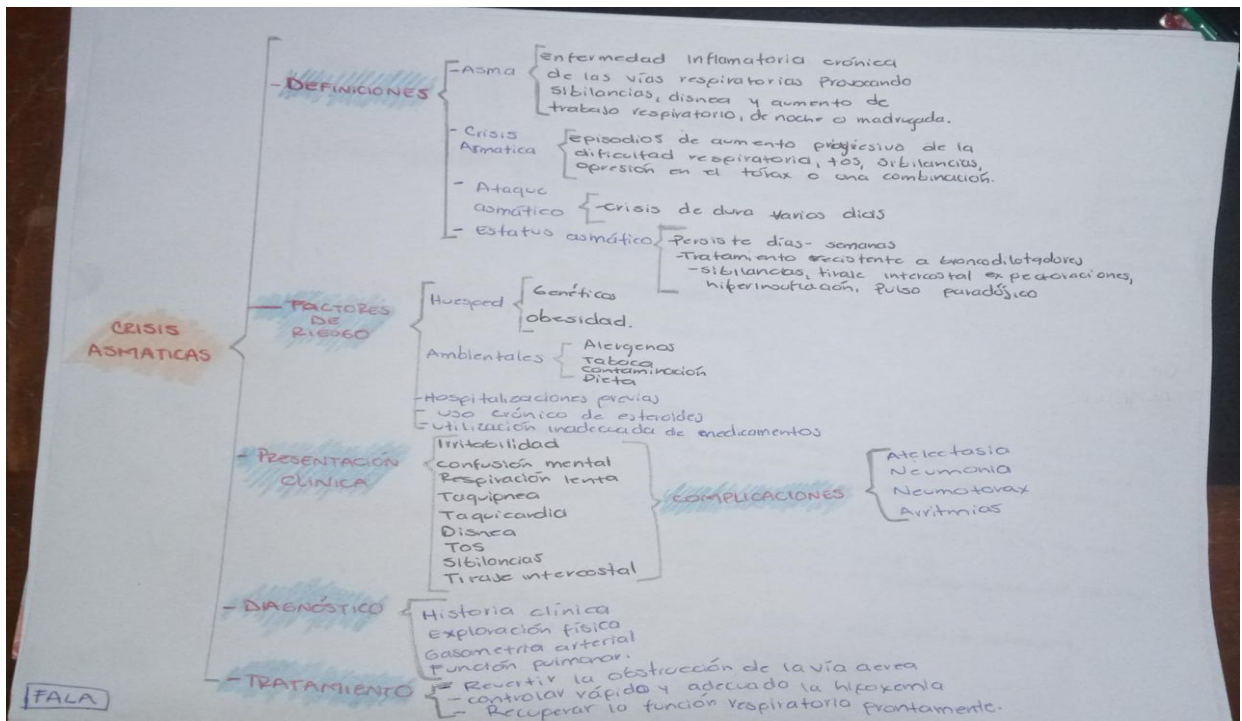 CRISIS
ASMATICAS
- DEFINICIONES
- Asma
enfermedad inflamatoria crónica
de las vías respiratorias Provocando
sibilancias, disnea y aumento de
trabajo respiratorio, de noche o madrugada.
- Crisis
Asmatica
episodios de aumento progresivo de la
dificultad respiratoria, tós, sibilancias,
opresión en el tórax o una combinación.
- Ataque
asmático
crisis de dura varios dias
- Estatus asmático
Persiste días- semanas
-Tratamiento resistente a broncodilatadores
-sibilancias, tiraje intercostal expectoraciones,
hiperinsuflación, Pulso paradójico
- FACTORES
DE
RIESGO
Huesped
Genéticos
obesidad.
Ambientales
Alergenos
Tabaco
contaminación
Dieta
-Hospitalizaciones previas
- uso crónico de esteroides
- utilización inadecuada de medicamentos
- PRESENTACIÓN
CLINICA
Irritabilidad
confusión mental
Respiración lenta
Taquipnea
Taquicardia
Disnea
Tos
Sibilancias
Tiraje intercostal
COMPLICACIONES
Atelectasia
Neumonia
Neumotorax
Arritmias
- DIAGNÓSTICO
Historia clínica
Exploración física
Gasometría arterial
Función pulmonar.
- TRATAMIENTO
- Revertir la obstrucción de la vía aerea
- controlar rápido y adecuado la hipoxemia
- Recuperar la función respiratoria prontamente.
FALA